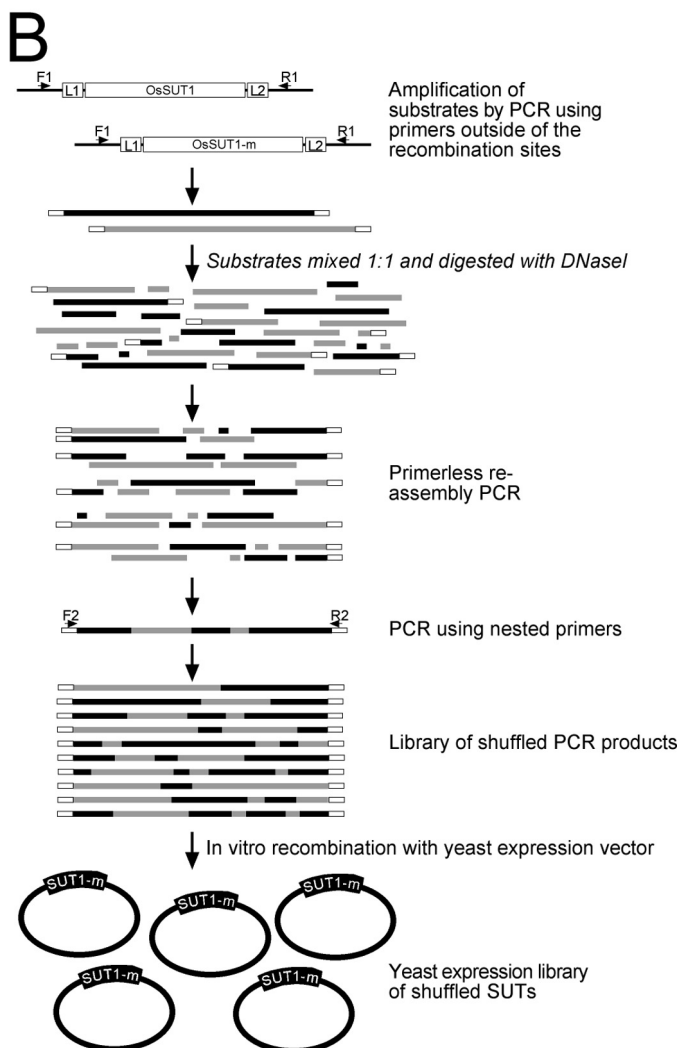 B
F1
R1
L1
OsSUT1
L2
Amplification of
substrates by PCR using
primers outside of the
recombination sites
F1
R1
L1
OsSUT1-m
L2
Substrates mixed 1:1 and digested with DNaseI
Primerless re-
assembly PCR
F2
R2
PCR using nested primers
Library of shuffled PCR products
In vitro recombination with yeast expression vector
SUT1-m
SUT1-m
SUT1-m
SUT1-m
SUT1-m
Yeast expression library
of shuffled SUTs